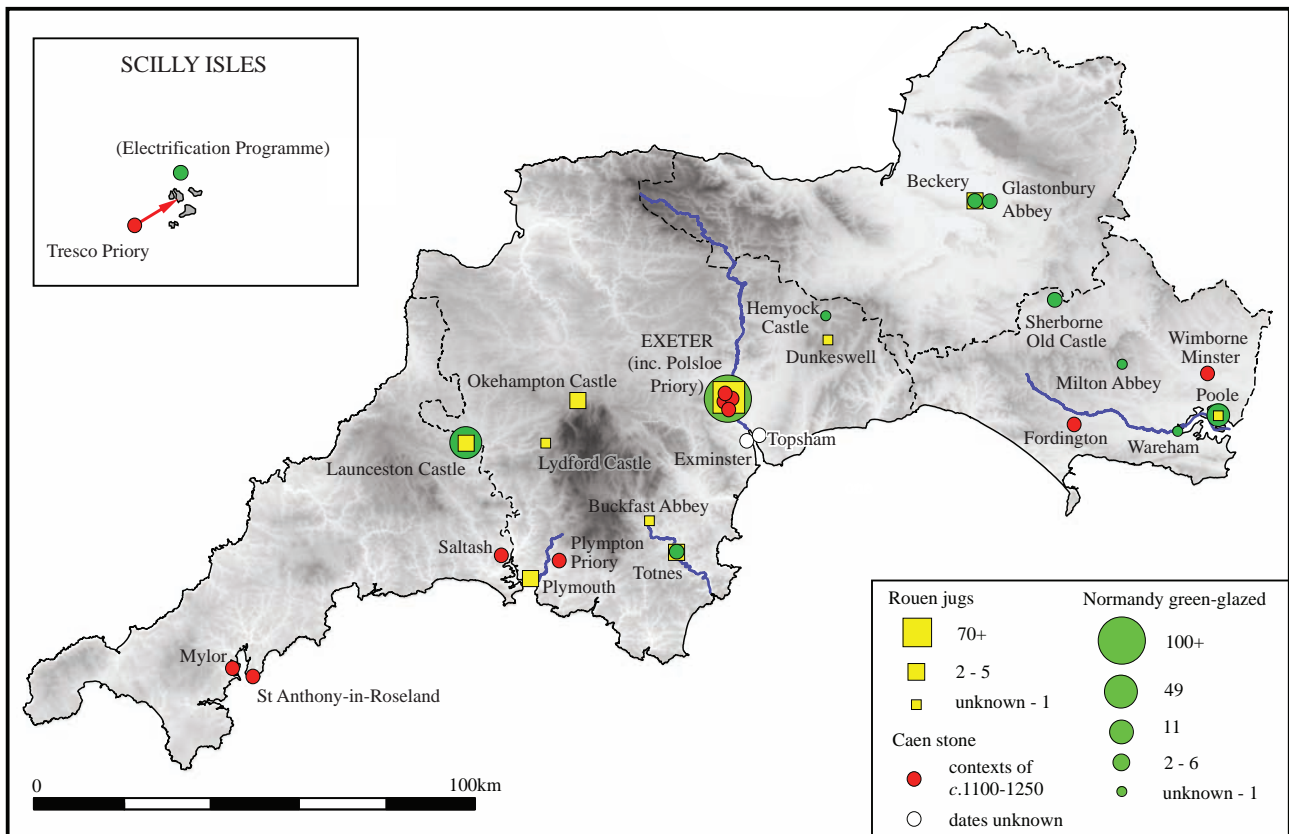 SCILLY ISLES
(Electrification Programme)
Tresco Priory
Beckery
Glastonbury
Abbey
Hemyock
Castle
Dunkeswell
Sherborne
Old Castle
Wimborne
Minster
Milton Abbey
Poole
Fordington
Wareham
EXETER
(inc. Polsloe
Priory)
Okehampton Castle
Launceston Castle
Lydford Castle
Topsham
Exminster
Buckfast Abbey
Saltash
Plympton
Priory
Totnes
Plymouth
Mylor
St Anthony-in-Roseland
0
100km
Rouen jugs
70+
2 - 5
unknown - 1
Caen stone
contexts of
c.1100-1250
dates unknown
Normandy green-glazed
100+
49
11
2 - 6
unknown - 1